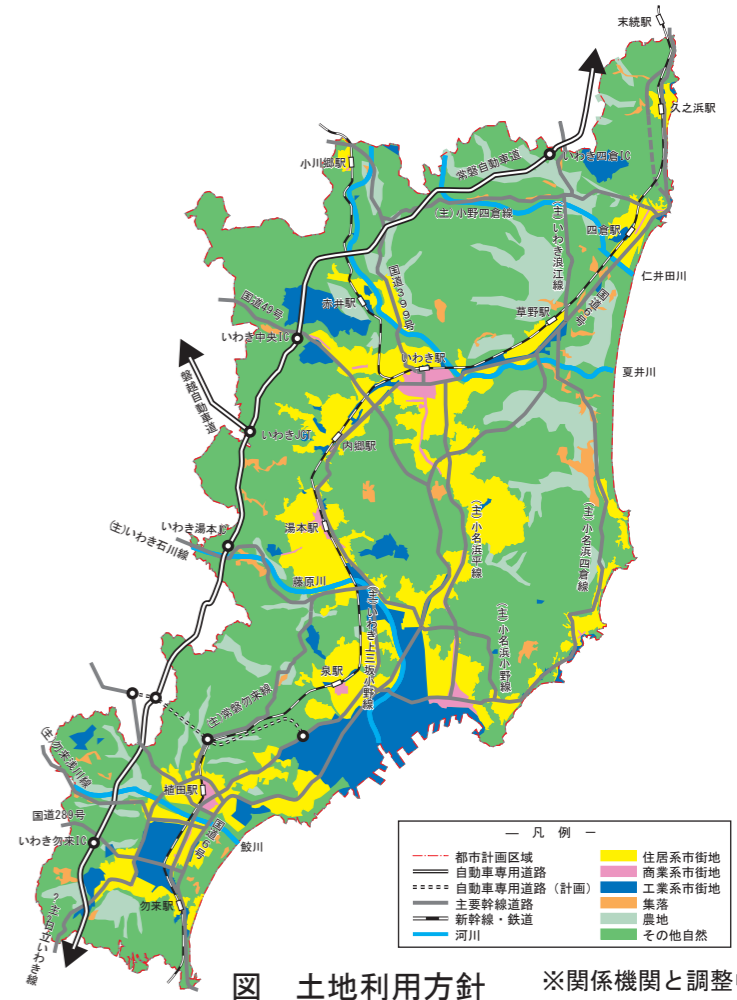 末続駅
久之浜駅
小川郷駅
常磐自動車道
いわき四倉IC
(主)小野四倉線
(主)いわき浪江線
四倉駅
仁井田川
国道399号
国道6号
赤井駅
草野駅
国道49号
いわき中央IC
いわき駅
夏井川
磐越自動車道
いわきJCT
内郷駅
(主)小名浜平線
(主)小名浜四倉線
いわき湯本IC
湯本駅
(主)いわき石川線
藤原川
(主)いわき上三坂小野線
(主)小名浜小野線
泉駅
(主)常磐勿来線
(主)勿来浅川線
植田駅
国道289号
国道6号
鮫川
いわき勿来IC
勿来駅
?主?日立いわき線
― 凡 例 ―
都市計画区域
自動車専用道路
自動車専用道路(計画)
主要幹線道路
新幹線・鉄道
河川
住居系市街地
商業系市街地
工業系市街地
集落
農地
その他自然
図 土地利用方針
※関係機関と調整